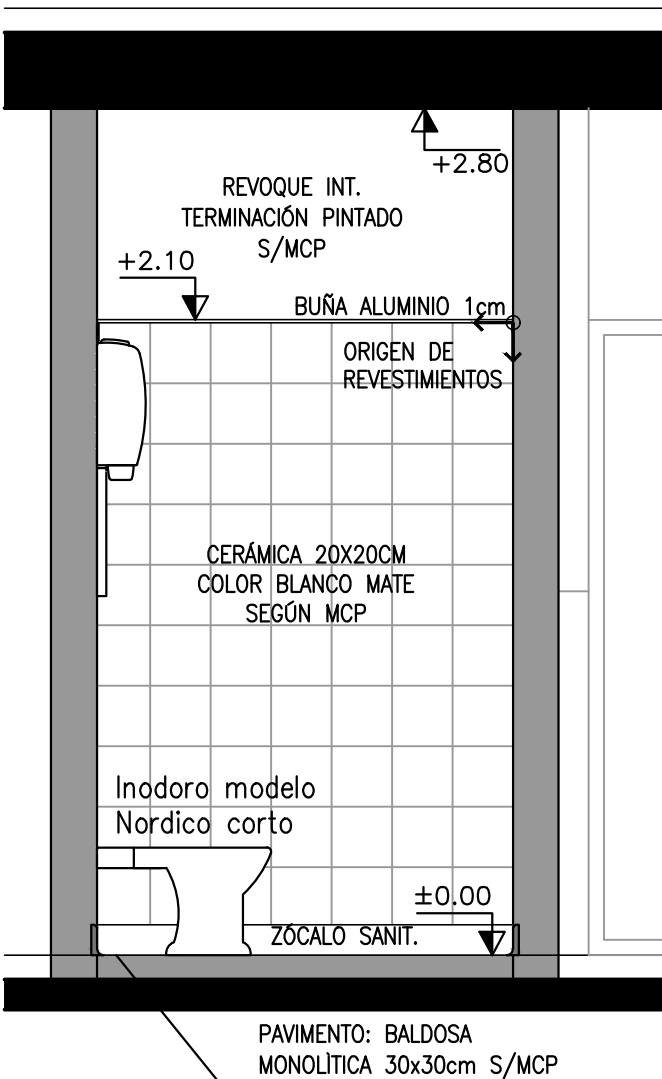 +2.80
REVOQUE INT.
TERMINACIÓN PINTADO
S/MCP
+2.10
BUÑA ALUMINIO 1cm
ORIGEN DE
REVESTIMIENTOS
CERÁMICA 20X20CM
COLOR BLANCO MATE
SEGÚN MCP
Inodoro modelo
Nordico corto
±0.00
ZÓCALO SANIT.
PAVIMENTO: BALDOSA
MONOLÌTICA 30x30cm S/MCP